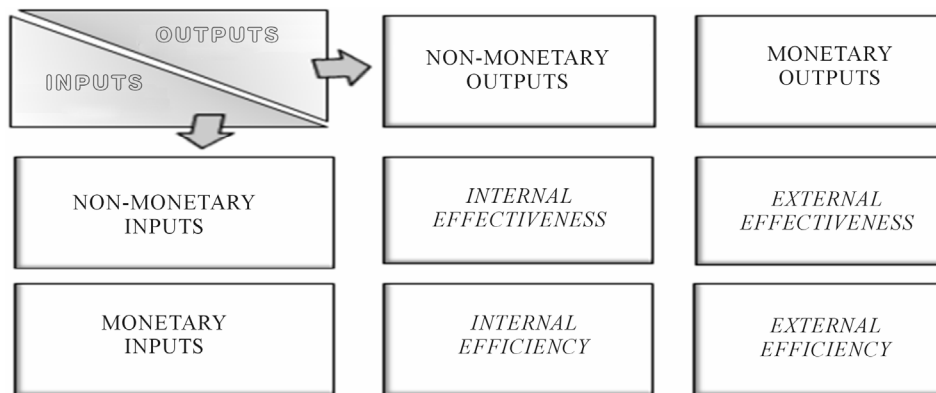 OUTPUTS
INPUTS
NON-MONETARY
OUTPUTS
MONETARY
OUTPUTS
NON-MONETARY
INPUTS
INTERNAL
EFFECTIVENESS
EXTERNAL
EFFECTIVENESS
MONETARY
INPUTS
INTERNAL
EFFICIENCY
EXTERNAL
EFFICIENCY